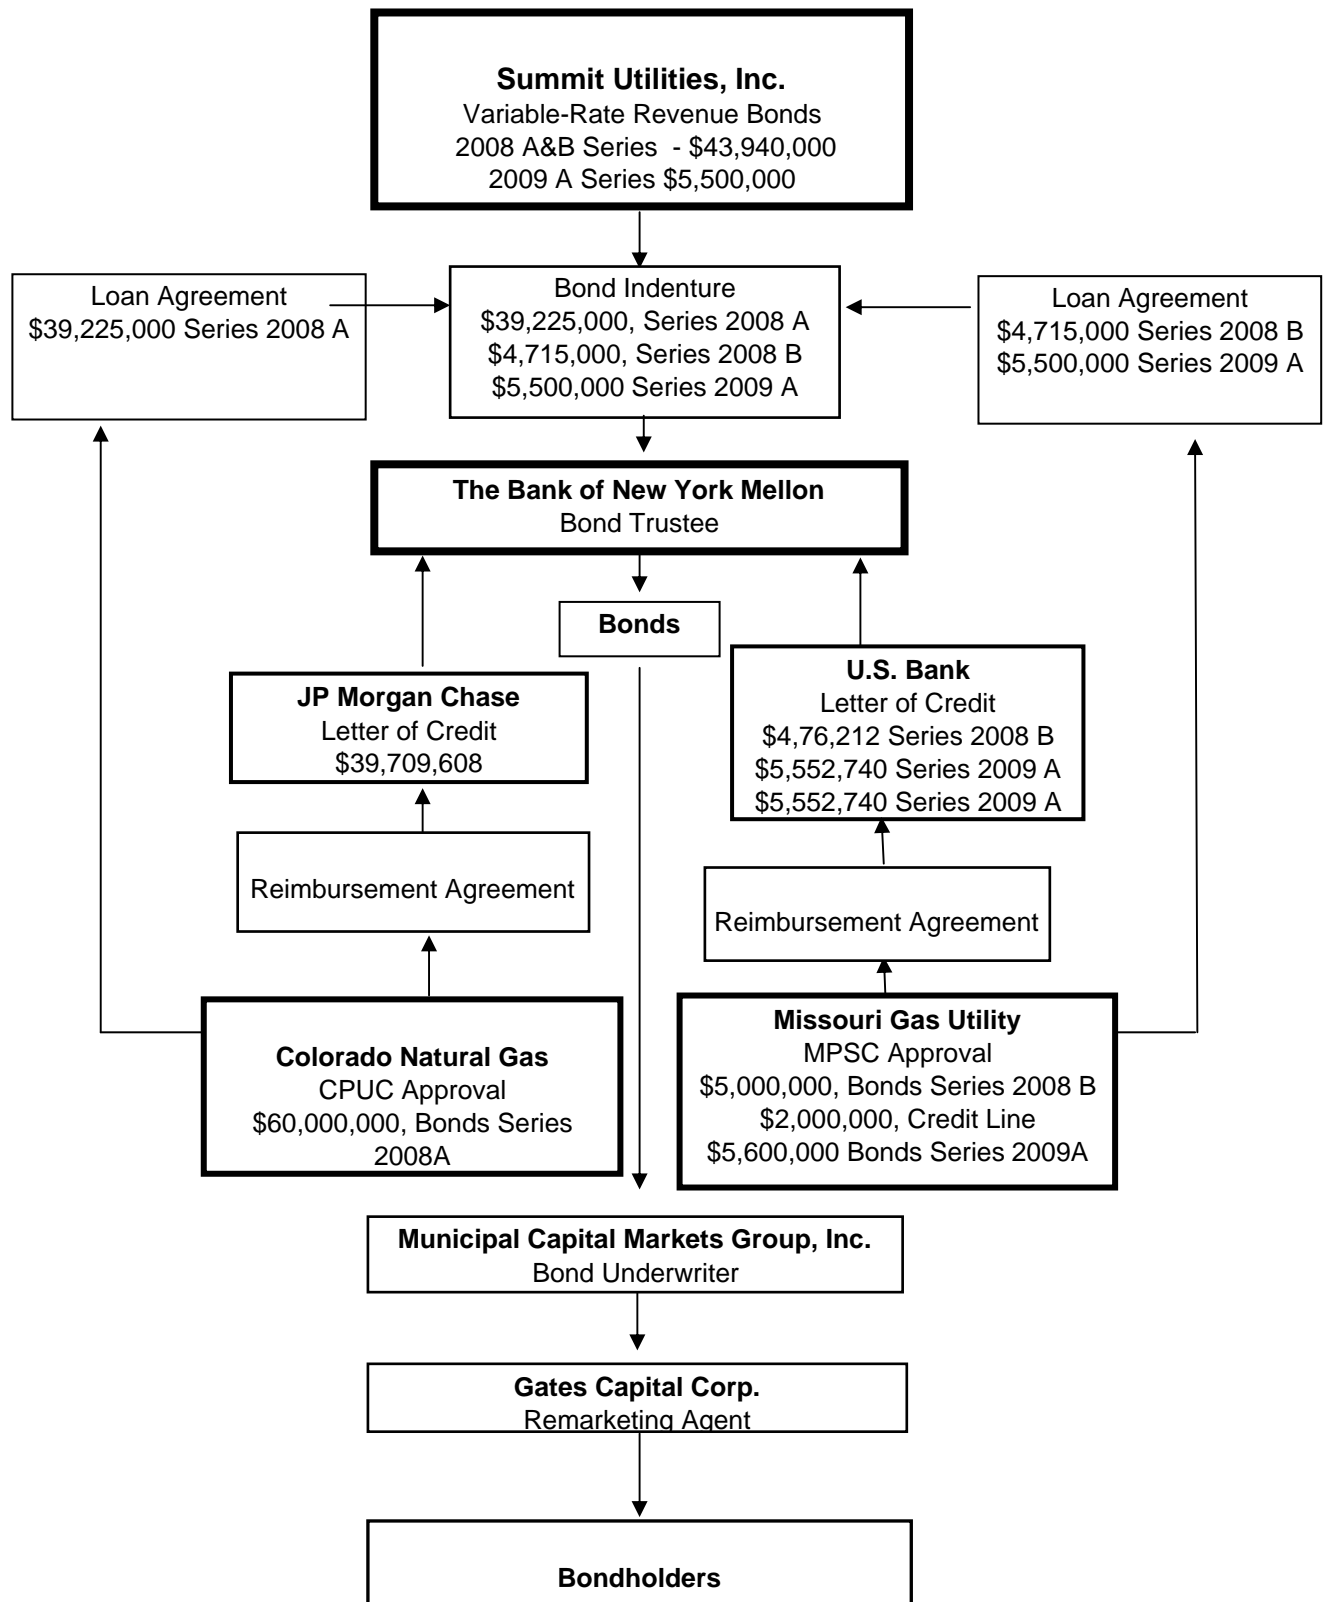 Summit Utilities, Inc.
Variable-Rate Revenue Bonds
2008 A&B Series  - $43,940,000
2009 A Series $5,500,000
Loan Agreement
$39,225,000 Series 2008 A
Bond Indenture
$39,225,000, Series 2008 A
$4,715,000, Series 2008 B
$5,500,000 Series 2009 A
Loan Agreement
$4,715,000 Series 2008 B
$5,500,000 Series 2009 A
The Bank of New York Mellon
Bond Trustee
Bonds
JP Morgan Chase
Letter of Credit
$39,709,608
U.S. Bank
Letter of Credit
$4,76,212 Series 2008 B
$5,552,740 Series 2009 A
$5,552,740 Series 2009 A
Reimbursement Agreement
Reimbursement Agreement
Colorado Natural Gas
CPUC Approval
$60,000,000, Bonds Series
2008A
Missouri Gas Utility
MPSC Approval
$5,000,000, Bonds Series 2008 B
$2,000,000, Credit Line
$5,600,000 Bonds Series 2009A
Municipal Capital Markets Group, Inc.
Bond Underwriter
Gates Capital Corp.
Remarketing Agent
Bondholders